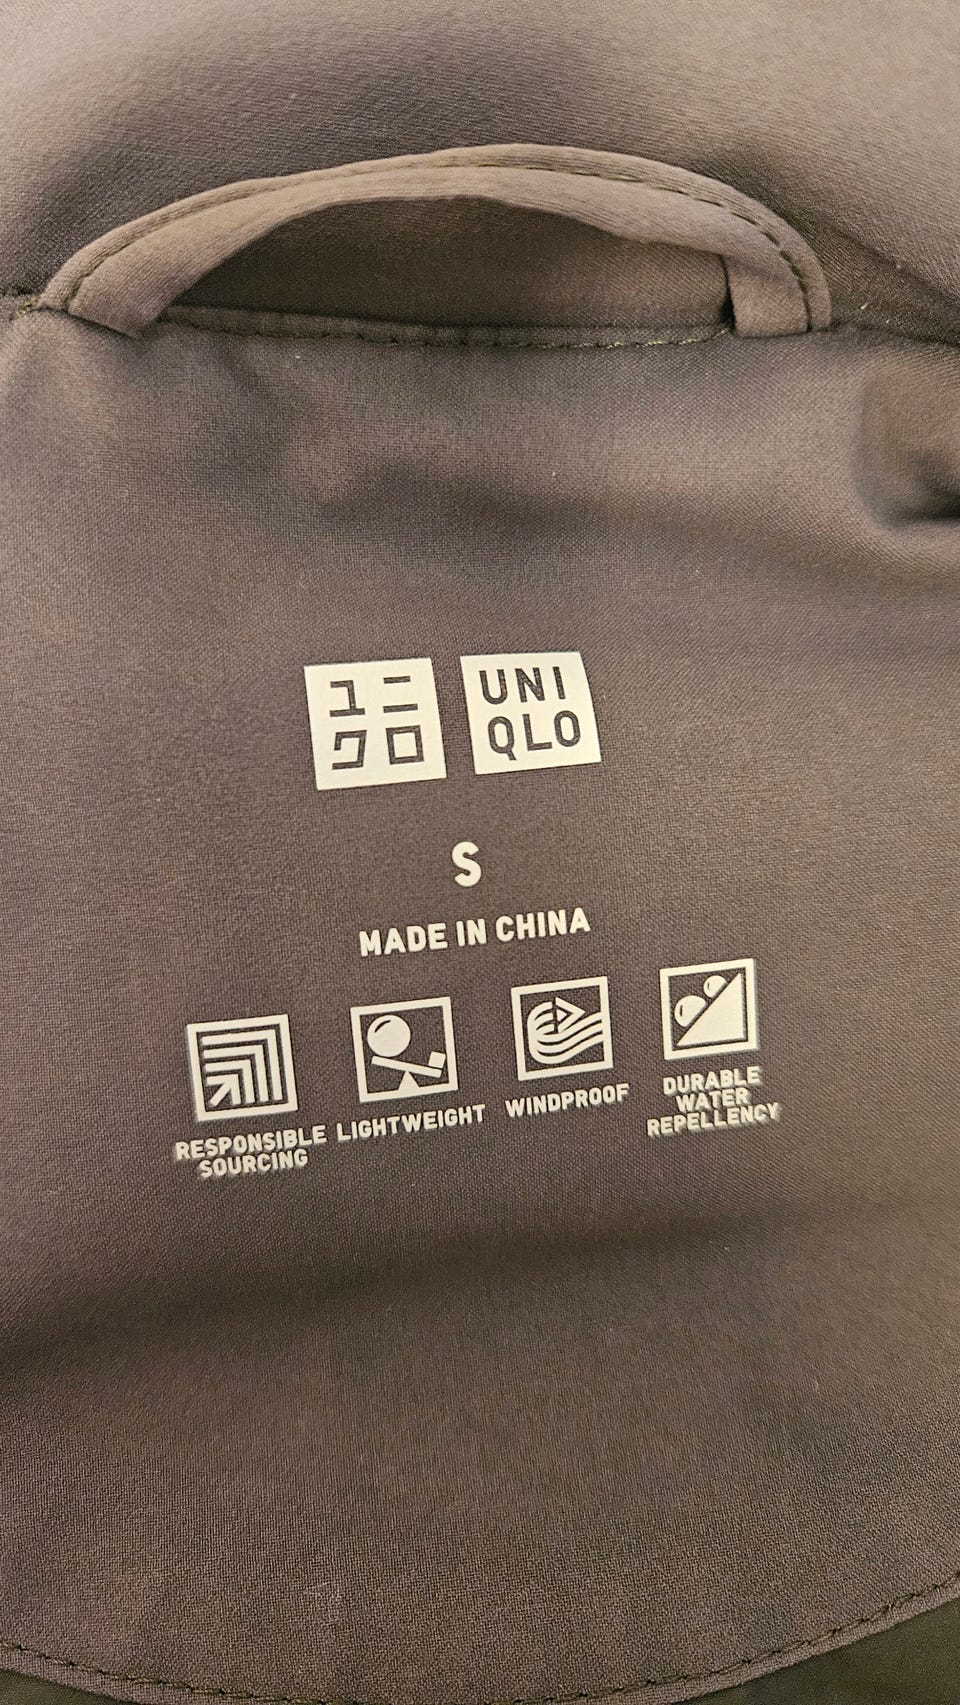 ユニ
クロ
UNI
QLO
S
MADE IN CHINA
RESPONSIBLE
SOURCING
LIGHTWEIGHT
WINDPROOF
DURABLE
WATER
REPELLENCY